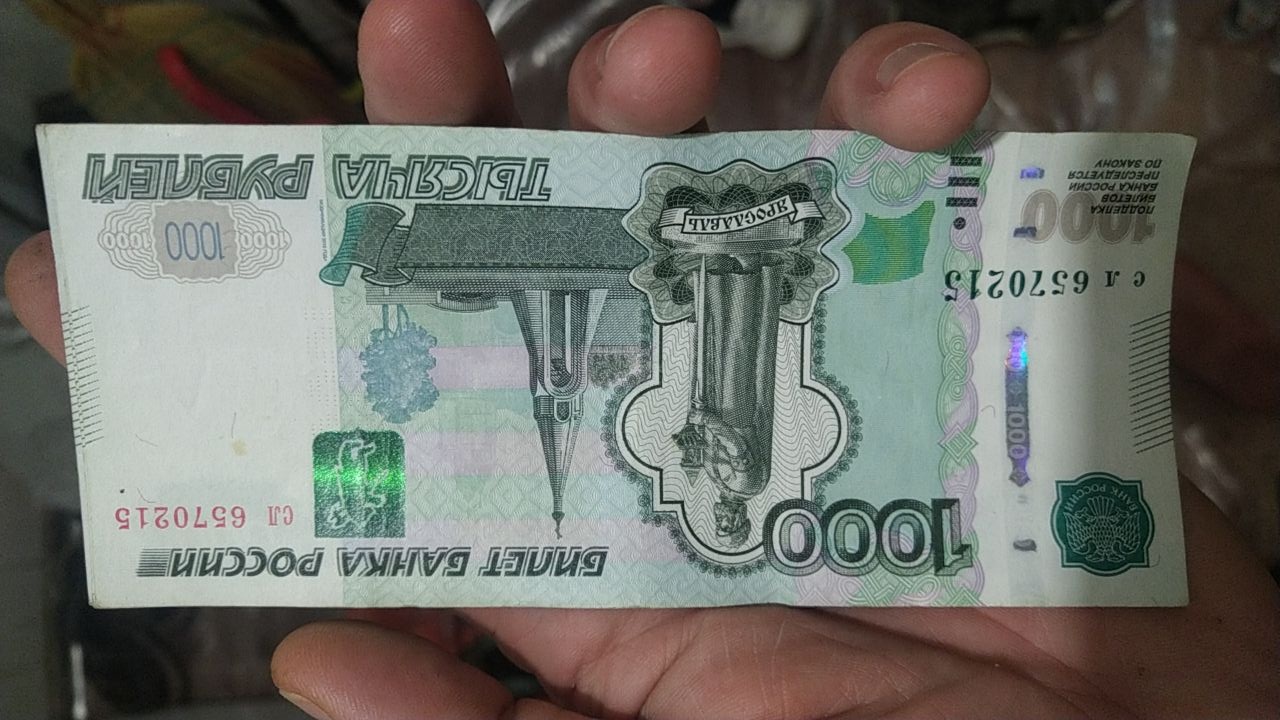 БИЛЕТ БАНКА РОССИИ
1000
сл 6570215
БАНК РОССИИ
1000
сл 6570215
ЯРОСЛАВЛЬ
1000
1000 1000 1000
ТЫСЯЧА РУБЛЕЙ
ПОДДЕЛКА
БИЛЕТОВ
БАНКА РОССИИ
ПРЕСЛЕДУЕТСЯ
ПО ЗАКОНУ